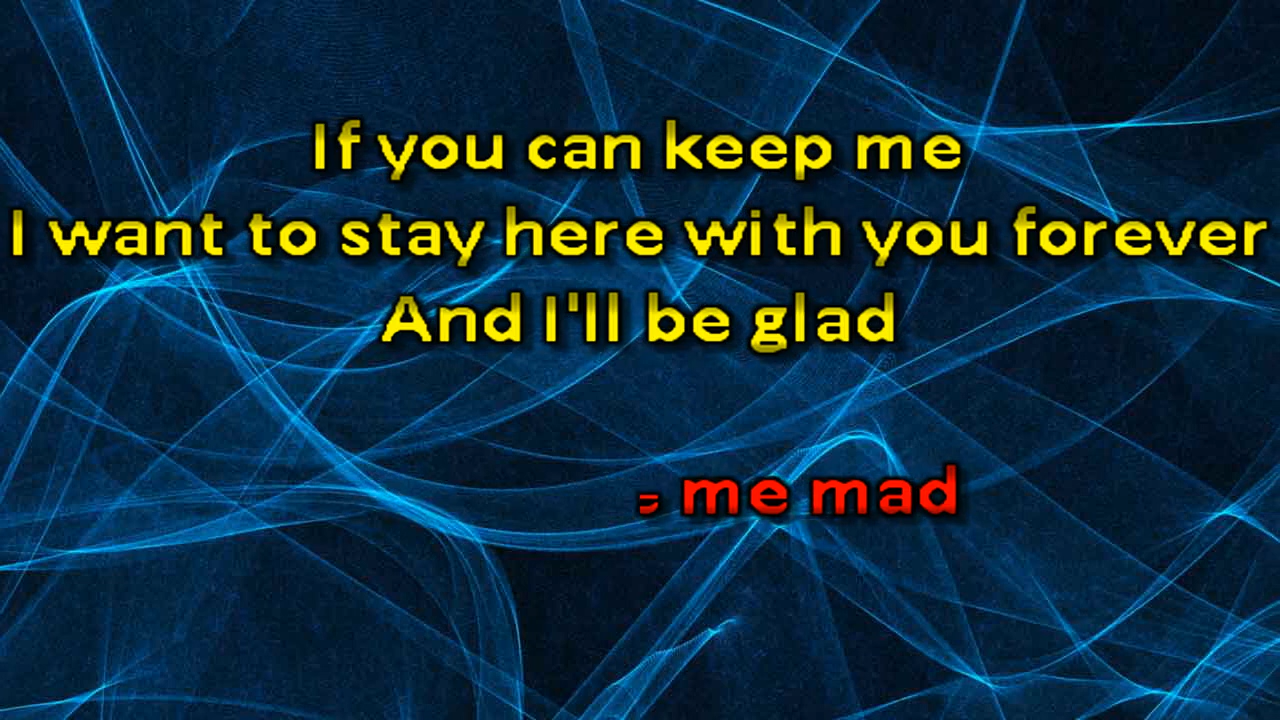 If you can keep me
I want to stay here with you forever
And I'll be glad
me mad